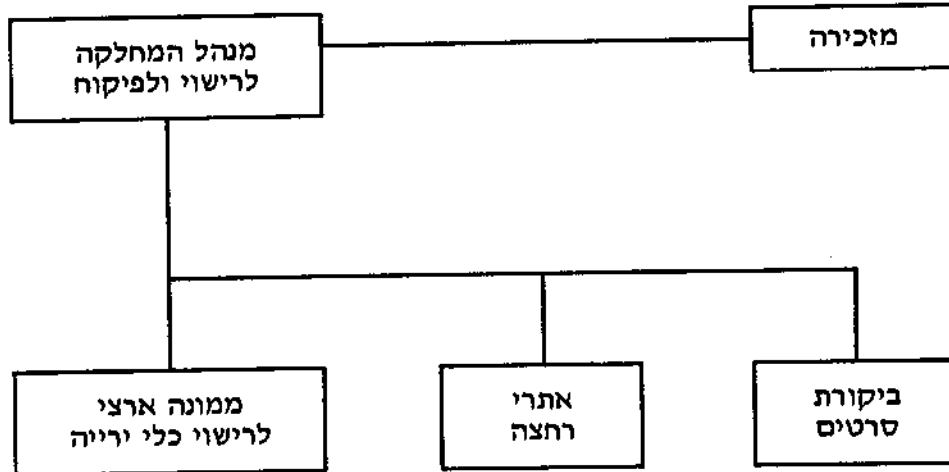 מזכירה
מנהל המחלקה
לרישוי ולפיקוח
ביקורת
סרטים
אתרי
רחצה
ממונה ארצי
לרישוי כלי ירייה